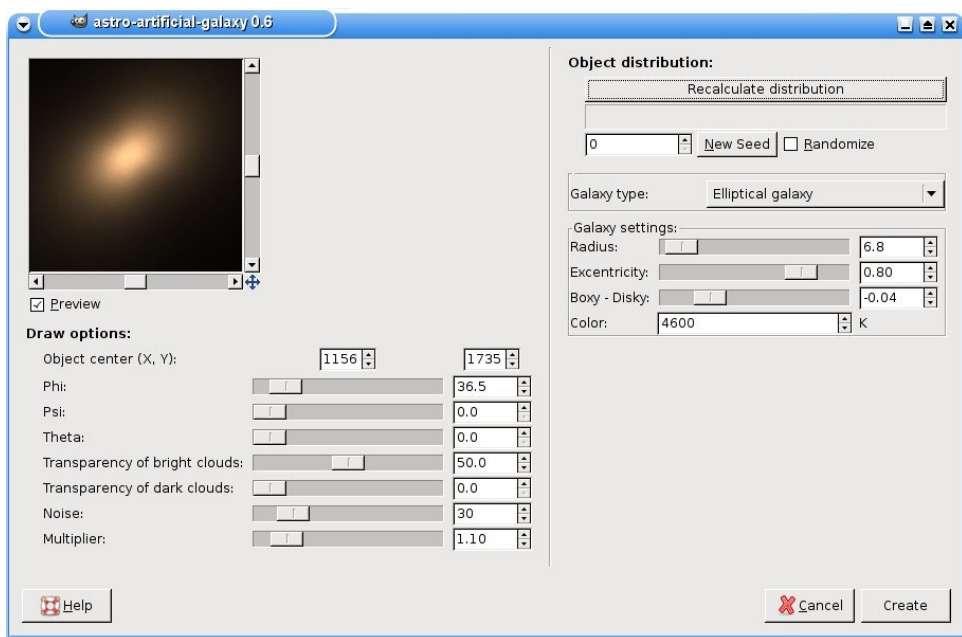 astro-artificial-galaxy 0.6
Preview
Draw options:
Object center (X, Y): 1156 1735
Phi: 36.5
Psi: 0.0
Theta: 0.0
Transparency of bright clouds: 50.0
Transparency of dark clouds: 0.0
Noise: 30
Multiplier: 1.10
Object distribution:
Recalculate distribution
0 New Seed Randomize
Galaxy type: Elliptical galaxy
Galaxy settings:
Radius: 6.8
Excentricity: 0.80
Boxy - Disky: -0.04
Color: 4600 K
Help Cancel Create